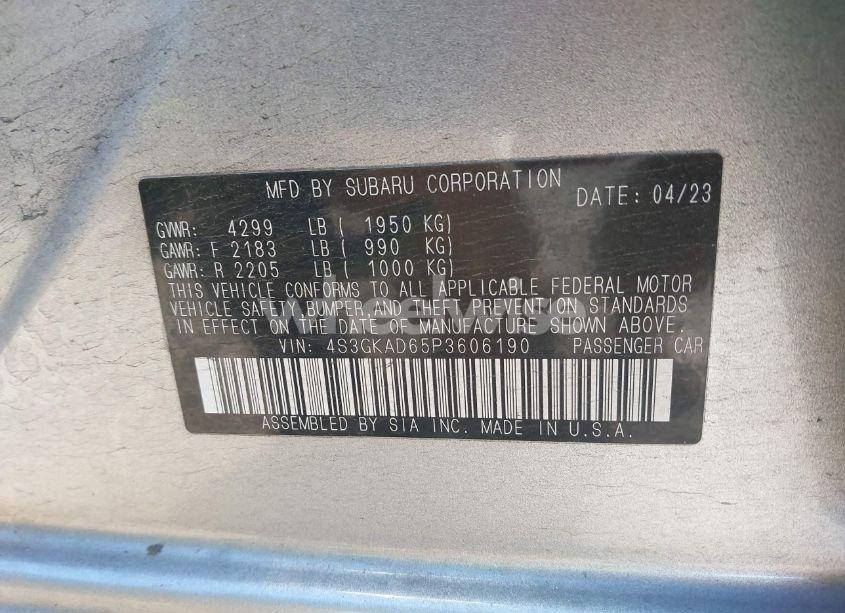 MFD BY SUBARU CORPORATION DATE: 04/23
GVWR: 4299 LB ( 1950 KG)
GAWR: F 2183 LB ( 990 KG)
GAWR: R 2205 LB ( 1000 KG)
THIS VEHICLE CONFORMS TO ALL APPLICABLE FEDERAL MOTOR
VEHICLE SAFETY, BUMPER, AND THEFT PREVENTION STANDARDS
IN EFFECT ON THE DATE OF MANUFACTURE SHOWN ABOVE.
VIN: 4S3GKAD65P3606190 PASSENGER CAR
ASSEMBLED BY SIA INC. MADE IN U.S.A.